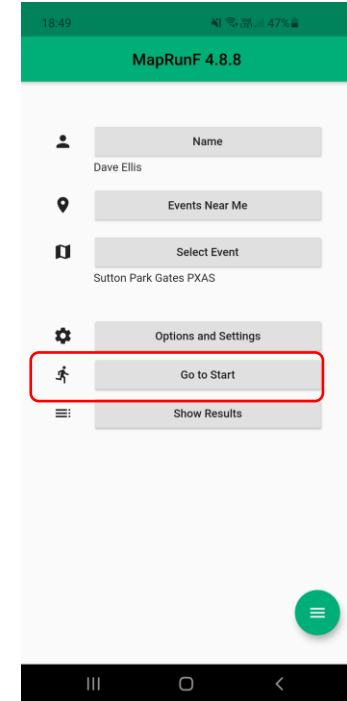 18:49 47%
MapRunF 4.8.8
Name
Dave Ellis
Events Near Me
Select Event
Sutton Park Gates PXAS
Options and Settings
Go to Start
Show Results